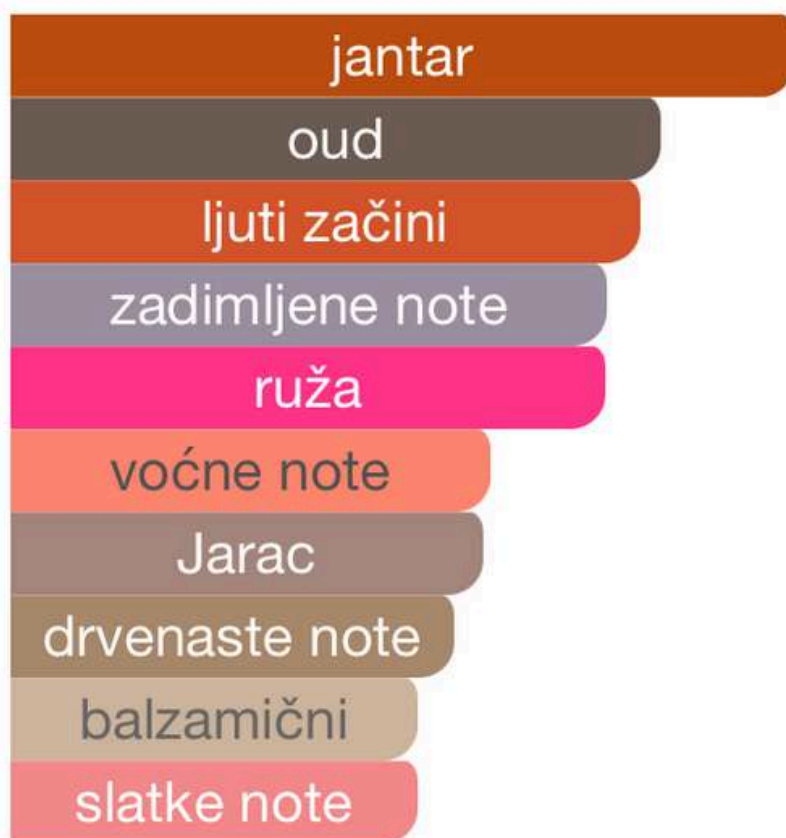 jantar
oud
ljuti začini
zadimljene note
ruža
voćne note
Jarac
drvenaste note
balzamični
slatke note